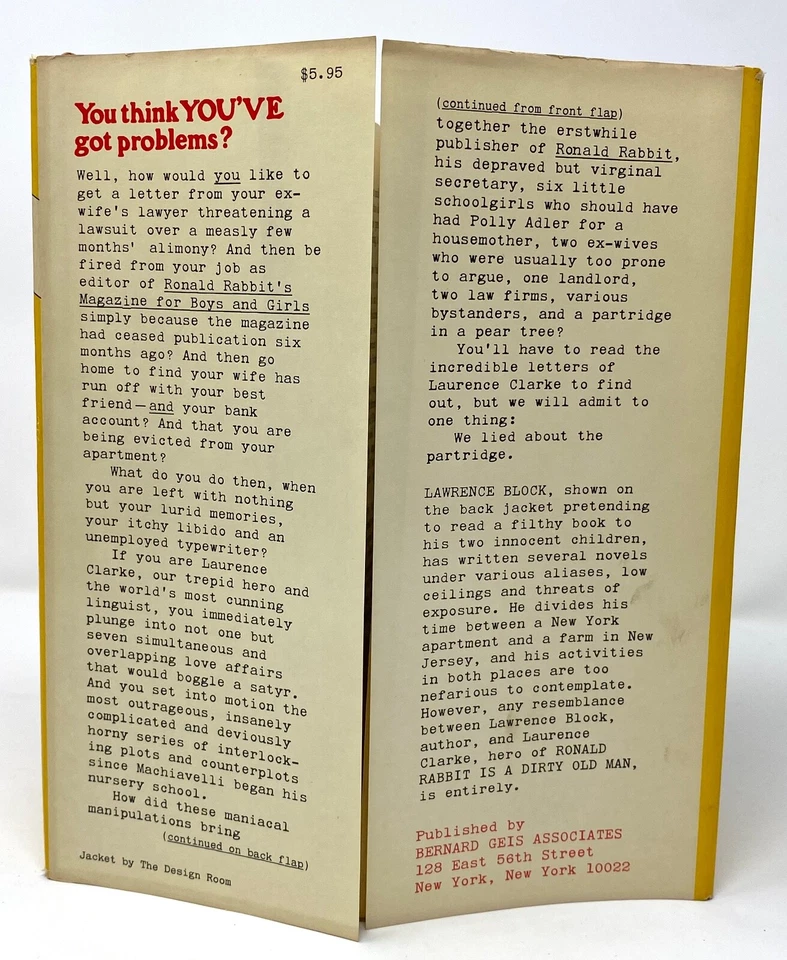 $5.95
You think YOU'VE
got problems?
Well, how would you like to
get a letter from your ex-
wife's lawyer threatening a
lawsuit over a measly few
months' alimony? And then be
fired from your job as
editor of Ronald Rabbit's
Magazine for Boys and Girls
simply because the magazine
had ceased publication six
months ago? And then go
home to find your wife has
run off with your best
friend—and your bank
account? And that you are
being evicted from your
apartment?
What do you do then, when
you are left with nothing
but your lurid memories,
your itchy libido and an
unemployed typewriter?
If you are Laurence
Clarke, our trepid hero and
the world's most cunning
linguist, you immediately
plunge into not one but
seven simultaneous and
overlapping love affairs
that would boggle a satyr.
And you set into motion the
most outrageous, insanely
complicated and deviously
horny series of interlock-
ing plots and counterplots
since Machiavelli began his
nursery school.
How did these maniacal
manipulations bring
(continued on back flap)
Jacket by The Design Room
(continued from front flap)
together the erstwhile
publisher of Ronald Rabbit,
his depraved but virginal
secretary, six little
schoolgirls who should have
had Polly Adler for a
housemother, two ex-wives
who were usually too prone
to argue, one landlord,
two law firms, various
bystanders, and a partridge
in a pear tree?
You'll have to read the
incredible letters of
Laurence Clarke to find
out, but we will admit to
one thing:
We lied about the
partridge.
LAWRENCE BLOCK, shown on
the back jacket pretending
to read a filthy book to
his two innocent children,
has written several novels
under various aliases, low
ceilings and threats of
exposure. He divides his
time between a New York
apartment and a farm in New
Jersey, and his activities
in both places are too
nefarious to contemplate.
However, any resemblance
between Lawrence Block,
author, and Laurence
Clarke, hero of RONALD
RABBIT IS A DIRTY OLD MAN,
is entirely.
Published by
BERNARD GEIS ASSOCIATES
128 East 56th Street
New York, New York 10022